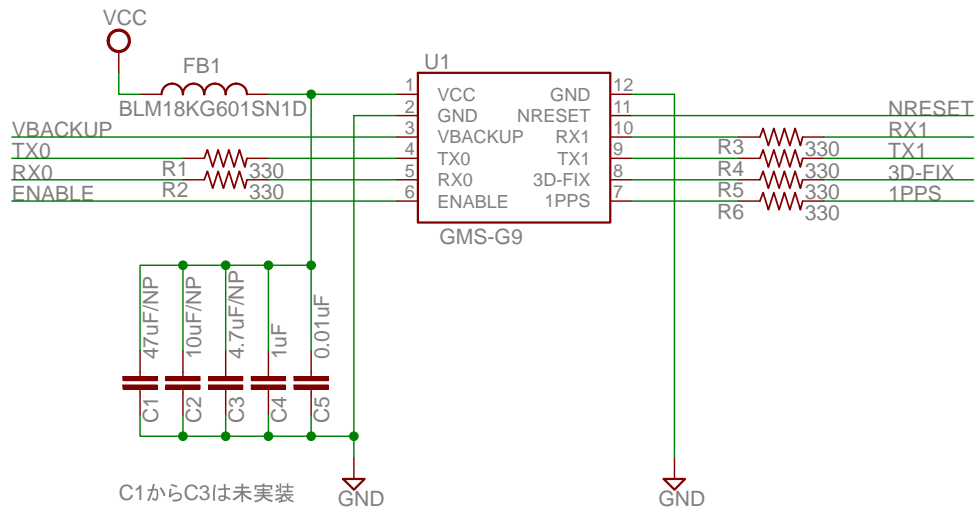 VCC
FB1
BLM18KG601SN1D
U1
1 VCC GND 12
2 GND NRESET 11 NRESET
VBACKUP 3 VBACKUP RX1 10 R3 330 RX1
TX0 R1 330 4 TX0 TX1 9 R4 330 TX1
RX0 R2 330 5 RX0 3D-FIX 8 R5 330 3D-FIX
ENABLE 6 ENABLE 1PPS 7 R6 330 1PPS
GMS-G9
47uF/NP 10uF/NP 4.7uF/NP 1uF 0.01uF
C1 C2 C3 C4 C5
C1からC3は未実装
GND GND